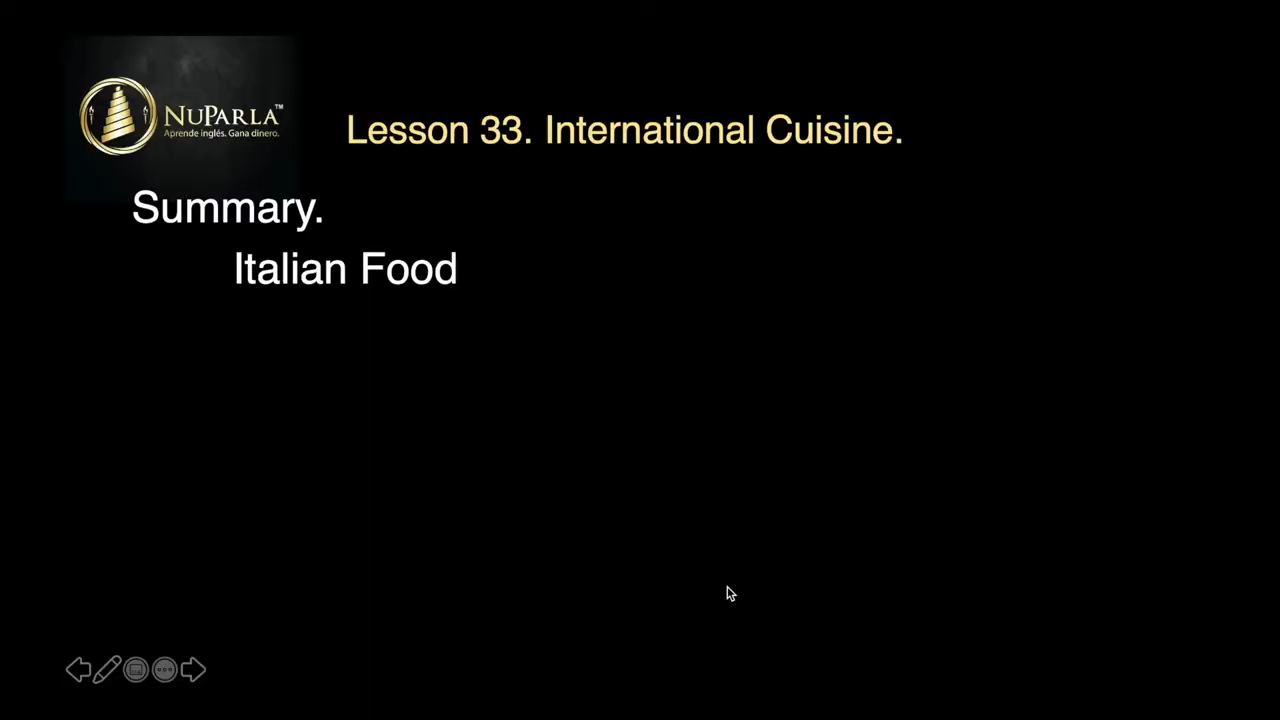 NUPARLA™
Aprende inglés. Gana dinero.
Lesson 33. International Cuisine.
Summary.
Italian Food